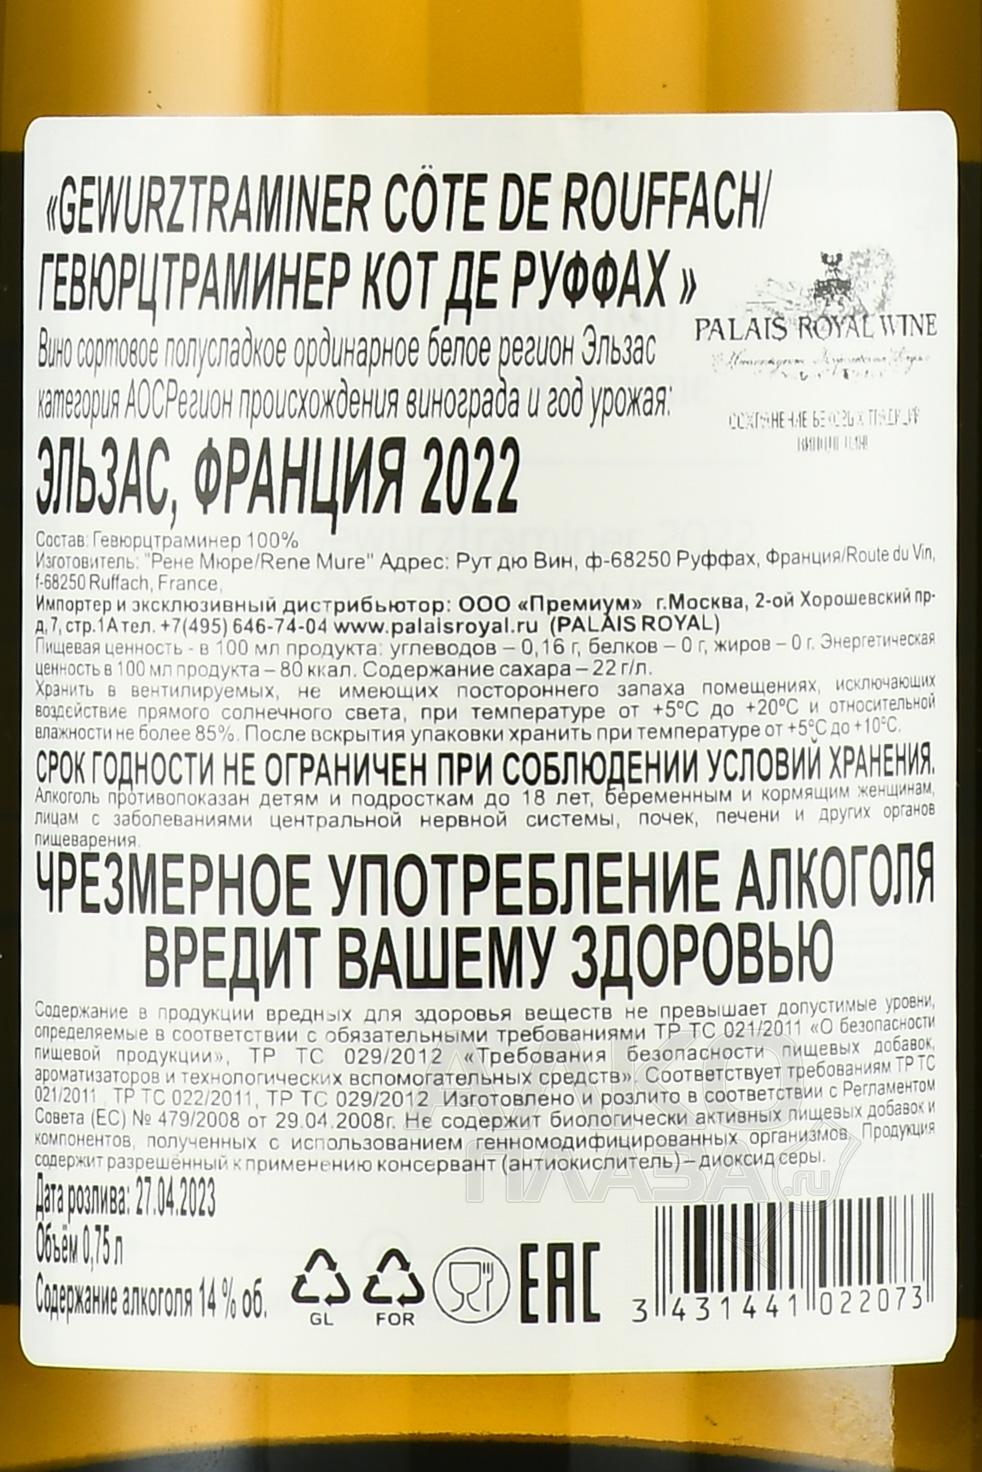 «GEWURZTRAMINER CÖTE DE ROUFFACH/
ГЕВЮРЦТРАМИНЕР КОТ ДЕ РУФФАХ »
Вино сортовое полусладкое ординарное белое регион Эльзас
категория АОСРегион происхождения винограда и год урожая:
ЭЛЬЗАС, ФРАНЦИЯ 2022
PALAIS ROYAL WINE
Состав: Гевюрцтраминер 100%
Изготовитель: "Рене Мюре/Rene Mure" Адрес: Рут дю Вин, ф-68250 Руффах, Франция/Route du Vin,
f-68250 Ruffach, France,
Импортер и эксклюзивный дистрибьютор: ООО «Премиум» г.Москва, 2-ой Хорошевский пр-
д,7, стр.1А тел. +7(495) 646-74-04 www.palaisroyal.ru (PALAIS ROYAL)
Пищевая ценность - в 100 мл продукта: углеводов – 0,16 г, белков – 0 г, жиров – 0 г. Энергетическая
ценность в 100 мл продукта – 80 ккал. Содержание сахара – 22 г/л.
Хранить в вентилируемых, не имеющих постороннего запаха помещениях, исключающих
воздействие прямого солнечного света, при температуре от +5°С до +20°С и относительной
влажности не более 85%. После вскрытия упаковки хранить при температуре от +5°С до +10°С.
СРОК ГОДНОСТИ НЕ ОГРАНИЧЕН ПРИ СОБЛЮДЕНИИ УСЛОВИЙ ХРАНЕНИЯ.
Алкоголь противопоказан детям и подросткам до 18 лет, беременным и кормящим женщинам,
лицам с заболеваниями центральной нервной системы, почек, печени и других органов
пищеварения.
ЧРЕЗМЕРНОЕ УПОТРЕБЛЕНИЕ АЛКОГОЛЯ
ВРЕДИТ ВАШЕМУ ЗДОРОВЬЮ
Содержание в продукции вредных для здоровья веществ не превышает допустимые уровни,
определяемые в соответствии с обязательными требованиями ТР ТС 021/2011 «О безопасности
пищевой продукции», ТР ТС 029/2012 «Требования безопасности пищевых добавок,
ароматизаторов и технологических вспомогательных средств». Соответствует требованиям ТР ТС
021/2011, ТР ТС 022/2011, ТР ТС 029/2012. Изготовлено и розлито в соответствии с Регламентом
Совета (ЕС) № 479/2008 от 29.04.2008г. Не содержит биологически активных пищевых добавок и
компонентов, полученных с использованием генномодифицированных организмов. Продукция
содержит разрешённый к применению консервант (антиокислитель) – диоксид серы.
Дата розлива: 27.04.2023
Объём 0,75 л
Содержание алкоголя 14 % об.
GL FOR EAC
3 431441 022073
АЛКО
ПЛАЗА.ru